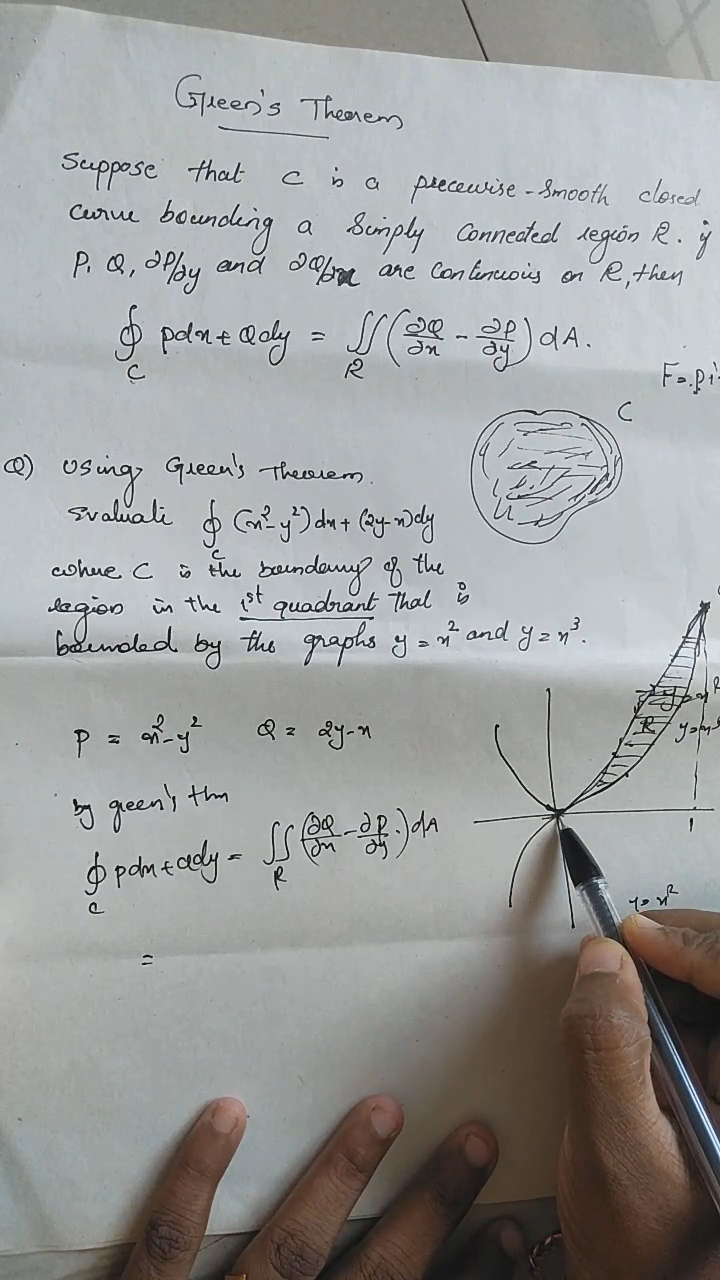 Green's Theorem
Suppose that C is a piecewise-smooth closed
curve bounding a Simply Connected region R. if
P, Q, ∂P/∂y and ∂Q/∂x are Continuous on R, then
∮ Pdx + Qdy = ∬ (∂Q/∂x - ∂P/∂y) dA.
C R
F = Pi
C
Q) Using Green's Theorem.
Evaluate ∮ (x²-y²)dx + (2y-x)dy
C
where C is the boundary of the
region in the 1st quadrant that is
bounded by the graphs y = x² and y = x³.
P = x²-y² Q = 2y-x
R
1
by green's thm
∮ Pdx + Qdy = ∬ (∂Q/∂x - ∂P/∂y.) dA
C R
y = x²
=